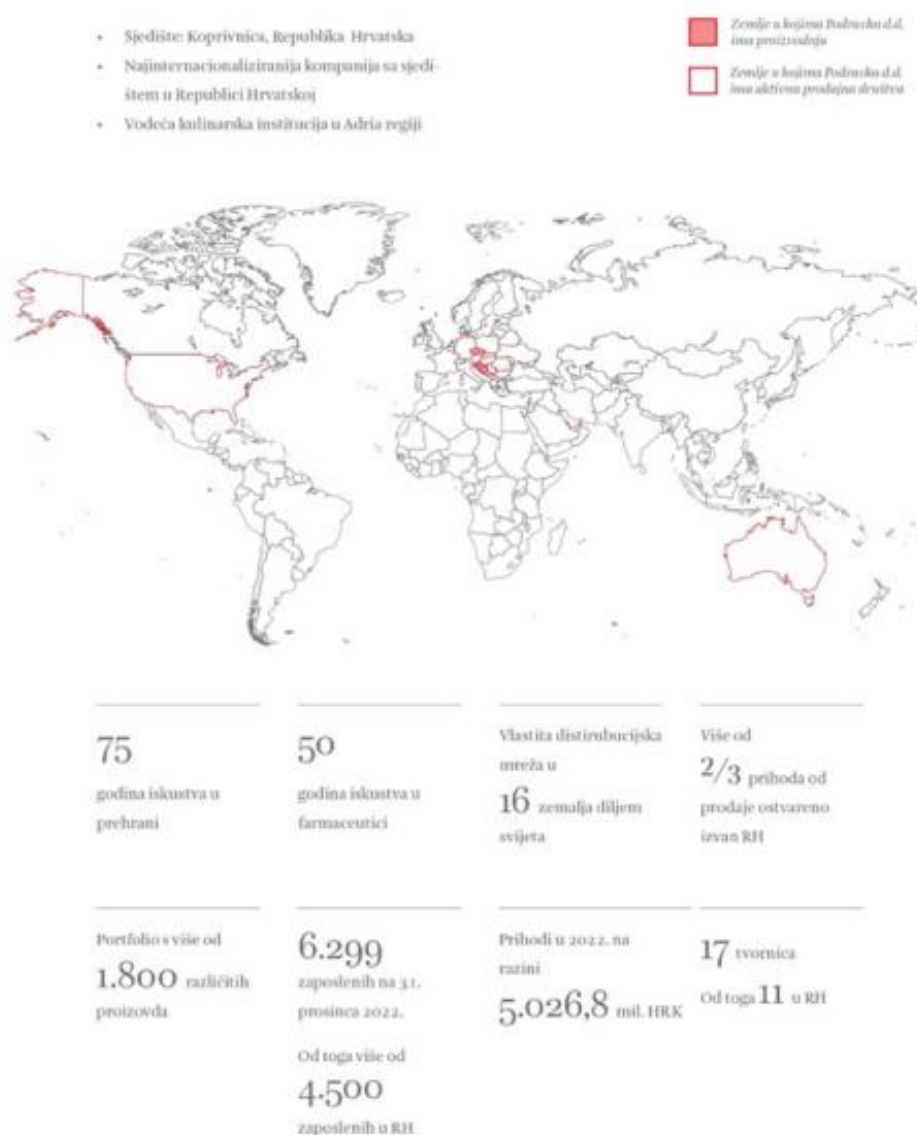 • Sjedište: Koprivnica, Republika Hrvatska
• Najinternacionaliziranija kompanija sa sjedi-
štem u Republici Hrvatskoj
• Vodeća kulinarska institucija u Adria regiji
Zemlje u kojima Podravka d.d.
ima proizvodnju
Zemlje u kojima Podravka d.d.
ima aktivna prodajna društva
75
godina iskustva u
prehrani
50
godina iskustva u
farmaceutici
Vlastita distirubucijska
mreža u
16 zemalja diljem
svijeta
Više od
2/3 prihoda od
prodaje ostvareno
izvan RH
Portfolio s više od
1.800 različitih
proizovda
6.299
zaposlenih na 31.
prosinca 2022.
Od toga više od
4.500
zaposlenih u RH
Prihodi u 2022. na
razini
5.026,8 mil. HRK
17 tvornica
Od toga 11 u RH